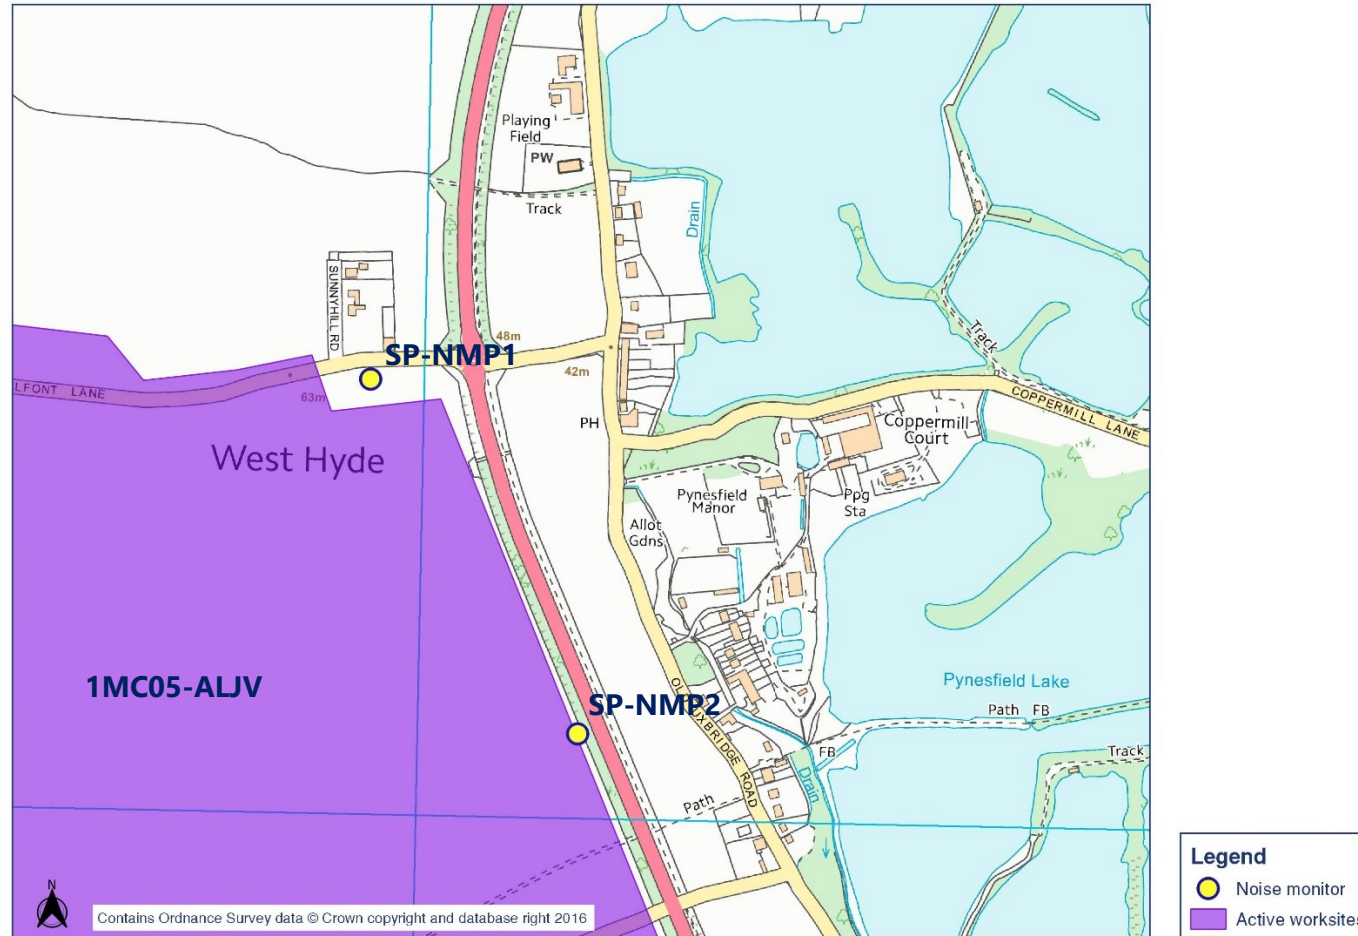 Playing
Field
PW
Track
Drain
SUNNYHILL RD
48m
SP-NMP1
42m
Track
LFONT LANE
63m
COPPERMILL LANE
PH
Coppermill
Court
West Hyde
Pynesfield
Manor
Ppg
Sta
Allot
Gdns
1MC05-ALJV
Pynesfield Lake
SP-NMP2
Path FB
OLD UXBRIDGE ROAD
FB
Track
Drain
Path
N
Contains Ordnance Survey data © Crown copyright and database right 2016
Legend
Noise monitor
Active worksites